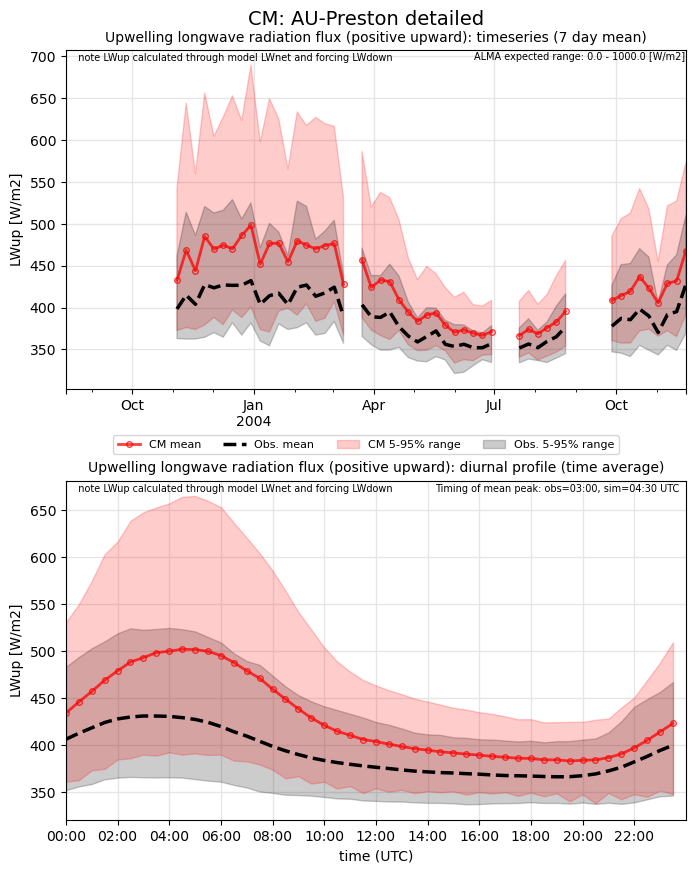 CM: AU-Preston detailed
Upwelling longwave radiation flux (positive upward): timeseries (7 day mean)
note LWup calculated through model LWnet and forcing LWdown
ALMA expected range: 0.0 - 1000.0 [W/m2]
700
650
600
550
500
450
400
350
LWup [W/m2]
Oct
Jan
2004
Apr
Jul
Oct
CM mean
Obs. mean
CM 5-95% range
Obs. 5-95% range
Upwelling longwave radiation flux (positive upward): diurnal profile (time average)
note LWup calculated through model LWnet and forcing LWdown
Timing of mean peak: obs=03:00, sim=04:30 UTC
650
600
550
500
450
400
350
LWup [W/m2]
00:00
02:00
04:00
06:00
08:00
10:00
12:00
14:00
16:00
18:00
20:00
22:00
time (UTC)